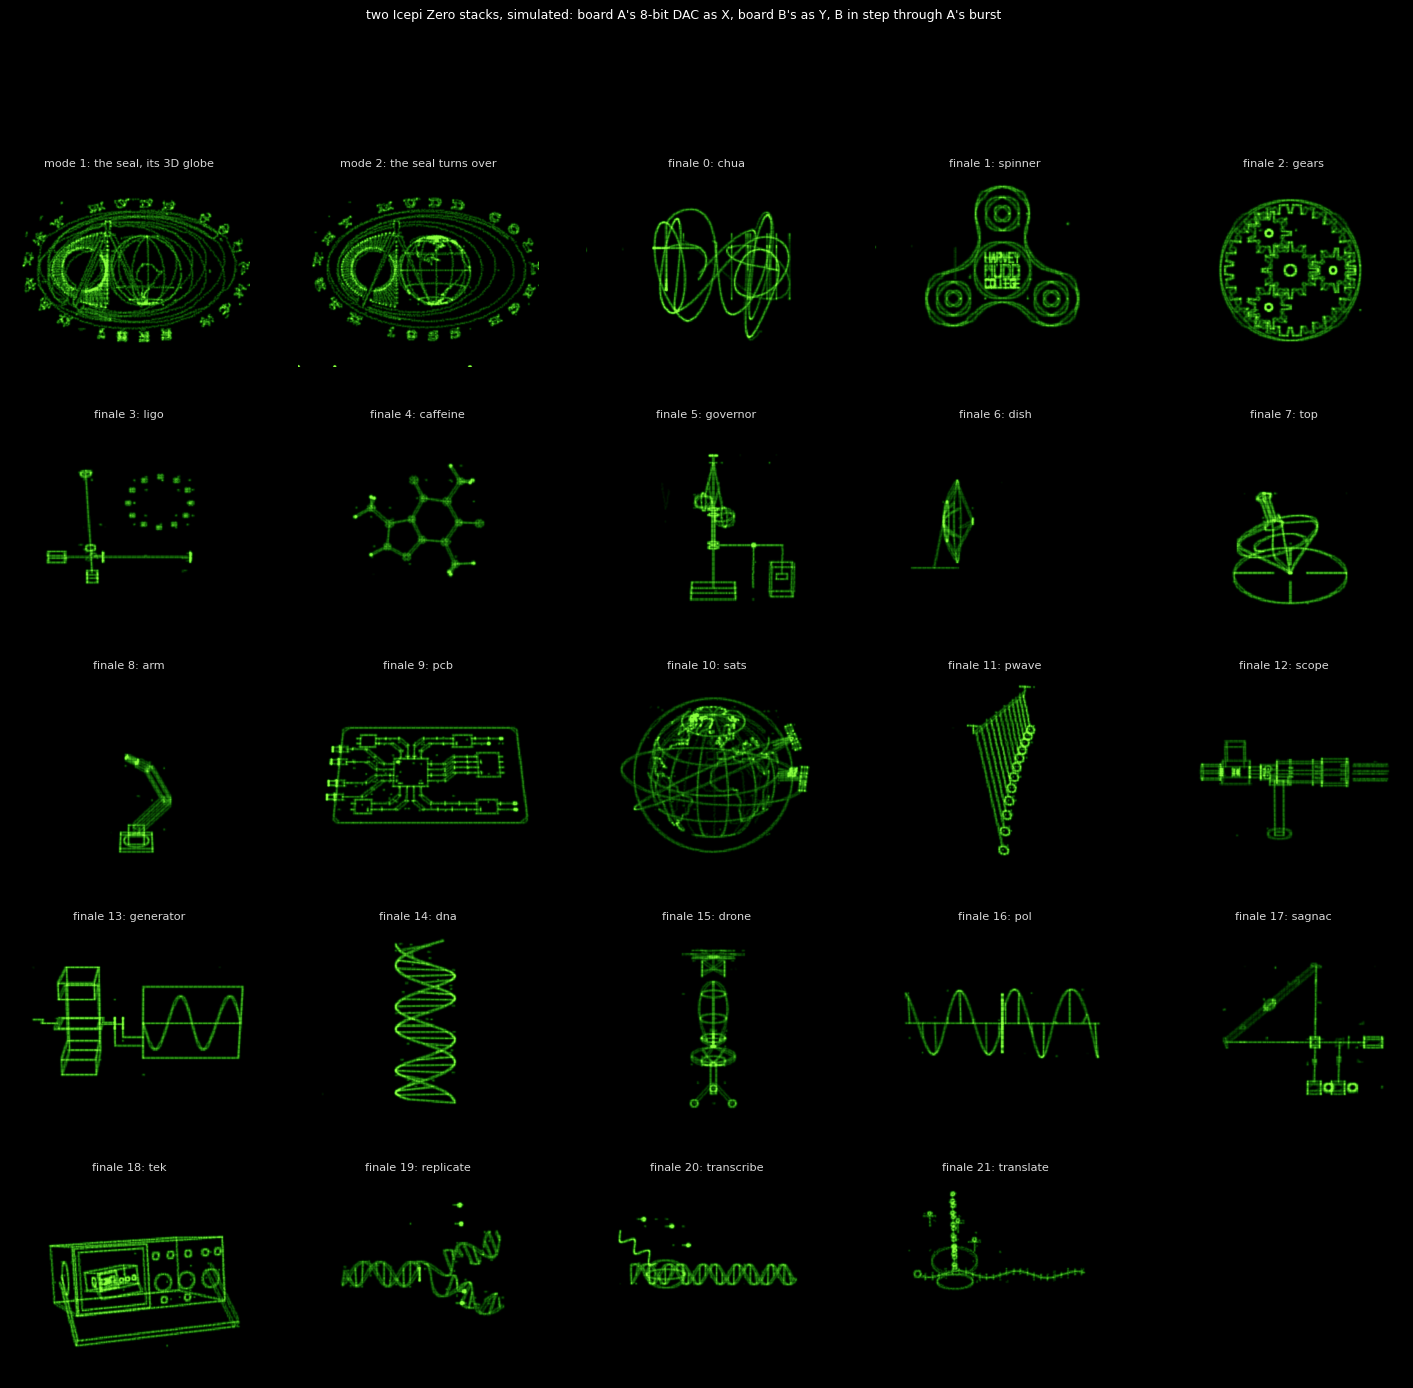 two Icepi Zero stacks, simulated: board A's 8-bit DAC as X, board B's as Y, B in step through A's burst
mode 1: the seal, its 3D globe
mode 2: the seal turns over
finale 0: chua
finale 1: spinner
finale 2: gears
HARVEY
MUDD
COLLEGE
finale 3: ligo
finale 4: caffeine
finale 5: governor
finale 6: dish
finale 7: top
finale 8: arm
finale 9: pcb
finale 10: sats
finale 11: pwave
finale 12: scope
finale 13: generator
finale 14: dna
finale 15: drone
finale 16: pol
finale 17: sagnac
finale 18: tek
finale 19: replicate
finale 20: transcribe
finale 21: translate